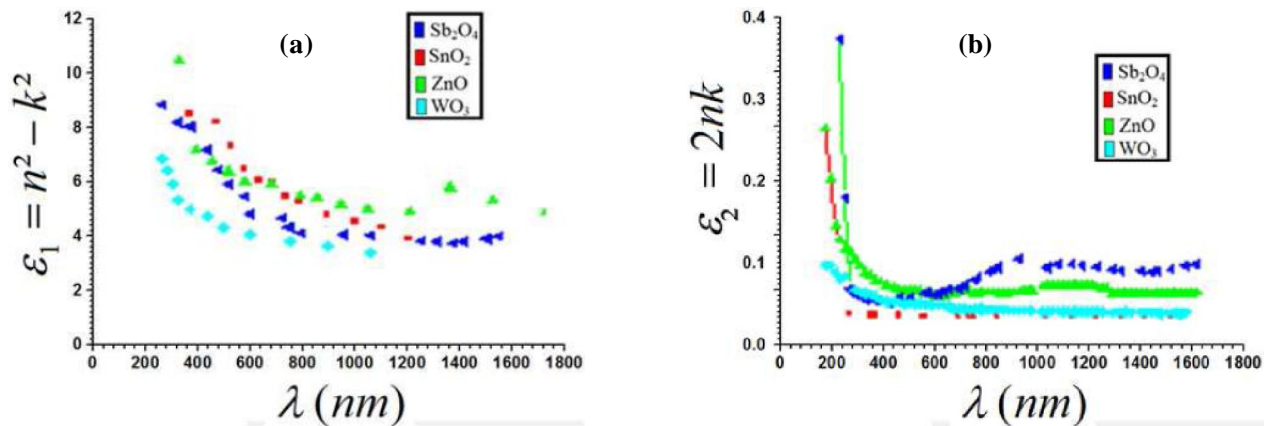 (a)
Sb₂O₄
SnO₂
ZnO
WO₃
12
10
8
6
4
2
0
ε₁ = n² − k²
0 200 400 600 800 1000 1200 1400 1600 1800
λ (nm)
(b)
Sb₂O₄
SnO₂
ZnO
WO₃
0.4
0.3
0.2
0.1
0.0
ε₂ = 2nk
0 200 400 600 800 1000 1200 1400 1600 1800
λ (nm)